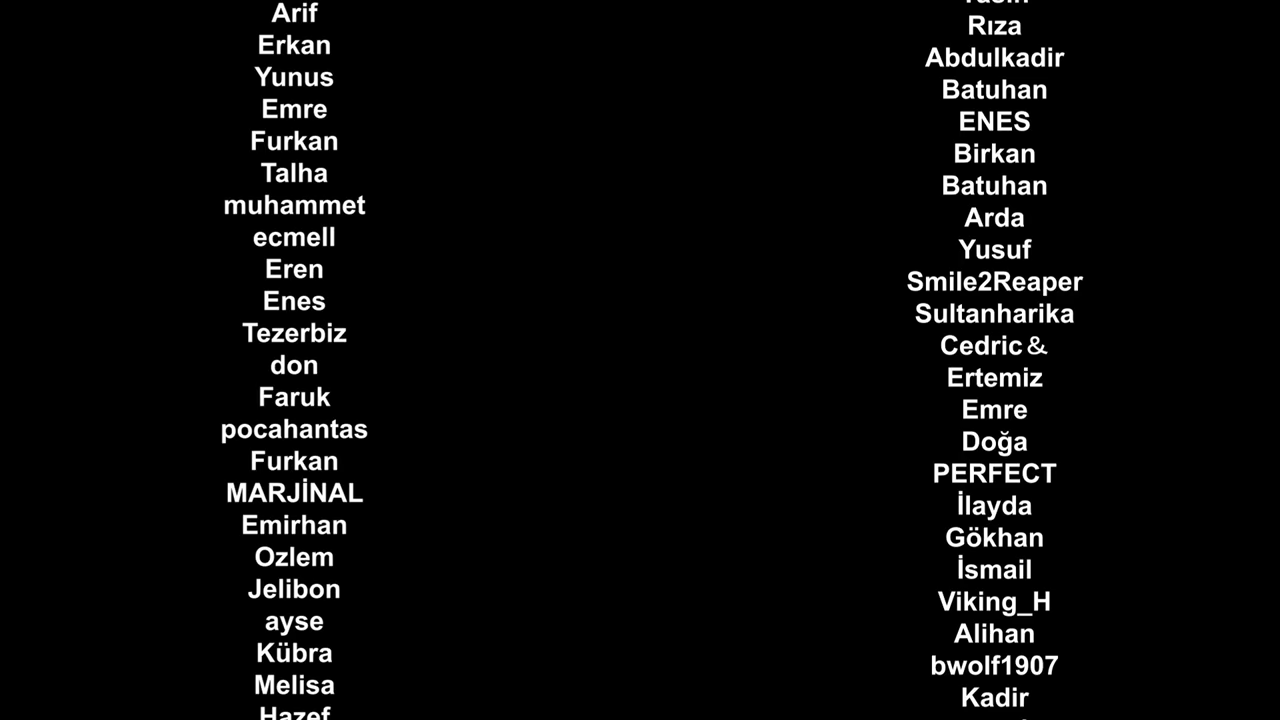 Arif
Erkan
Yunus
Emre
Furkan
Talha
muhammet
ecmell
Eren
Enes
Tezerbiz
don
Faruk
pocahantas
Furkan
MARJİNAL
Emirhan
Ozlem
Jelibon
ayse
Kübra
Melisa
Hazef
Rıza
Abdulkadir
Batuhan
ENES
Birkan
Batuhan
Arda
Yusuf
Smile2Reaper
Sultanharika
Cedric&
Ertemiz
Emre
Doğa
PERFECT
İlayda
Gökhan
İsmail
Viking_H
Alihan
bwolf1907
Kadir